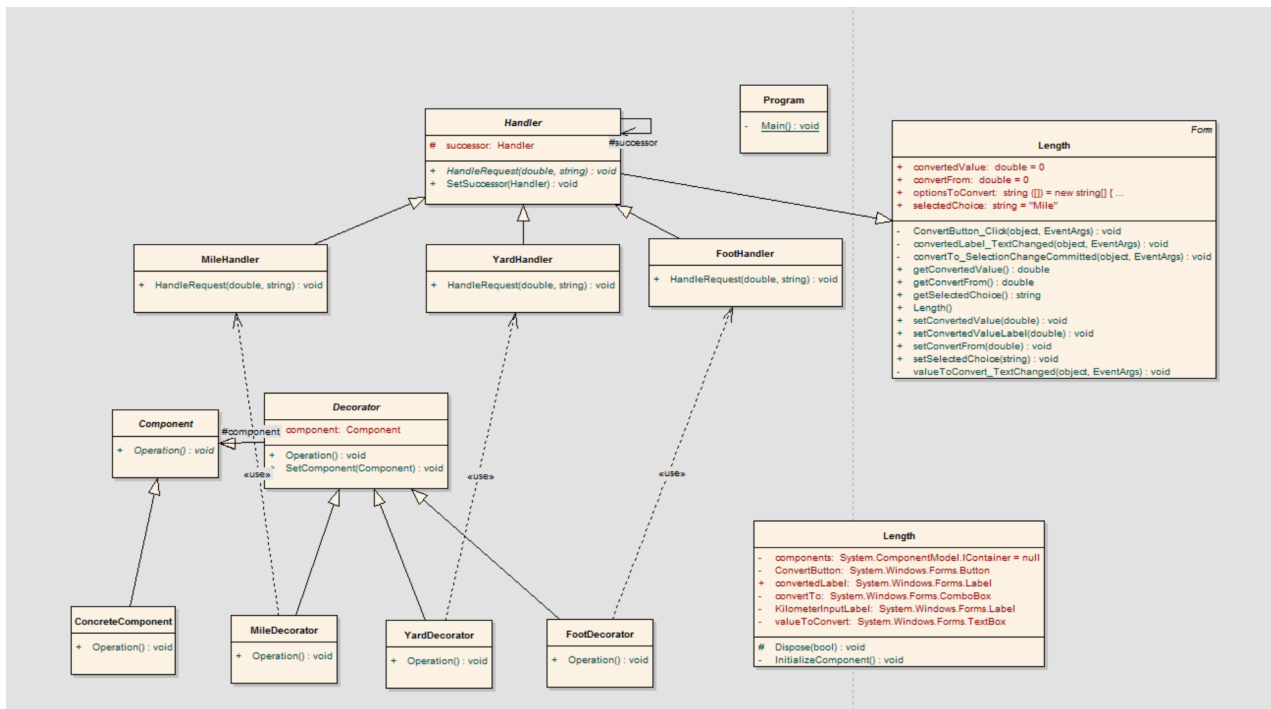 Program
- Main() : void
Handler
# successor: Handler
+ HandleRequest(double, string) : void
+ SetSuccessor(Handler) : void
#successor
Form
Length
+ convertedValue: double = 0
+ convertFrom: double = 0
+ optionsToConvert: string ([]) = new string[] { ...
+ selectedChoice: string = "Mile"
- ConvertButton_Click(object, EventArgs) : void
- convertedLabel_TextChanged(object, EventArgs) : void
- convertTo_SelectionChangeCommitted(object, EventArgs) : void
+ getConvertedValue() : double
+ getConvertFrom() : double
+ getSelectedChoice() : string
+ Length()
+ setConvertedValue(double) : void
+ setConvertedValueLabel(double) : void
+ setConvertFrom(double) : void
+ setSelectedChoice(string) : void
- valueToConvert_TextChanged(object, EventArgs) : void
MileHandler
+ HandleRequest(double, string) : void
YardHandler
+ HandleRequest(double, string) : void
FootHandler
+ HandleRequest(double, string) : void
Component
+ Operation() : void
#component
Decorator
component: Component
+ Operation() : void
SetComponent(Component) : void
«use»
«use»
«use»
ConcreteComponent
+ Operation() : void
MileDecorator
+ Operation() : void
YardDecorator
+ Operation() : void
FootDecorator
+ Operation() : void
Length
- components: System.ComponentModel.IContainer = null
- ConvertButton: System.Windows.Forms.Button
+ convertedLabel: System.Windows.Forms.Label
- convertTo: System.Windows.Forms.ComboBox
- KilometerInputLabel: System.Windows.Forms.Label
- valueToConvert: System.Windows.Forms.TextBox
# Dispose(bool) : void
- InitializeComponent() : void